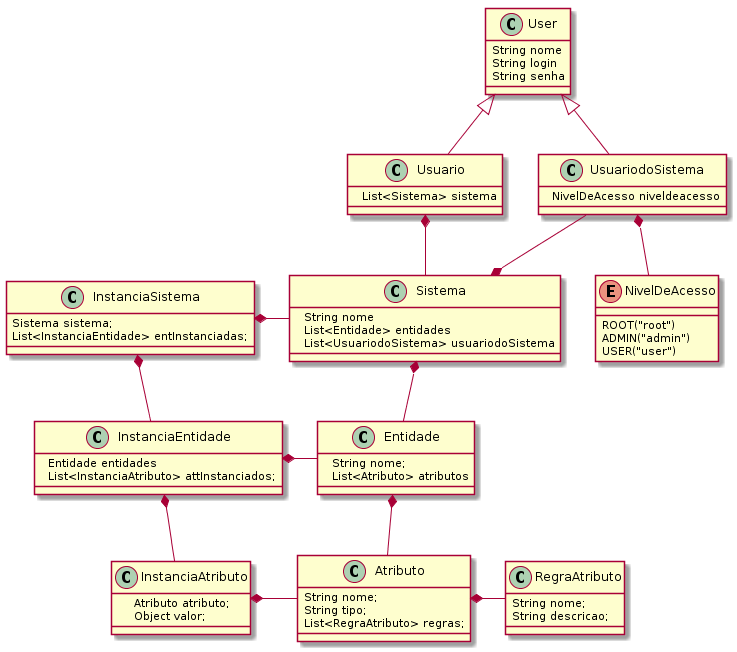 C User
String nome
String login
String senha
C Usuario
List<Sistema> sistema
C UsuariodoSistema
NivelDeAcesso niveldeacesso
C InstanciaSistema
Sistema sistema;
List<InstanciaEntidade> entInstanciadas;
C Sistema
String nome
List<Entidade> entidades
List<UsuariodoSistema> usuariodoSistema
E NivelDeAcesso
ROOT("root")
ADMIN("admin")
USER("user")
C InstanciaEntidade
Entidade entidades
List<InstanciaAtributo> attInstanciados;
C Entidade
String nome;
List<Atributo> atributos
C InstanciaAtributo
Atributo atributo;
Object valor;
C Atributo
String nome;
String tipo;
List<RegraAtributo> regras;
C RegraAtributo
String nome;
String descricao;